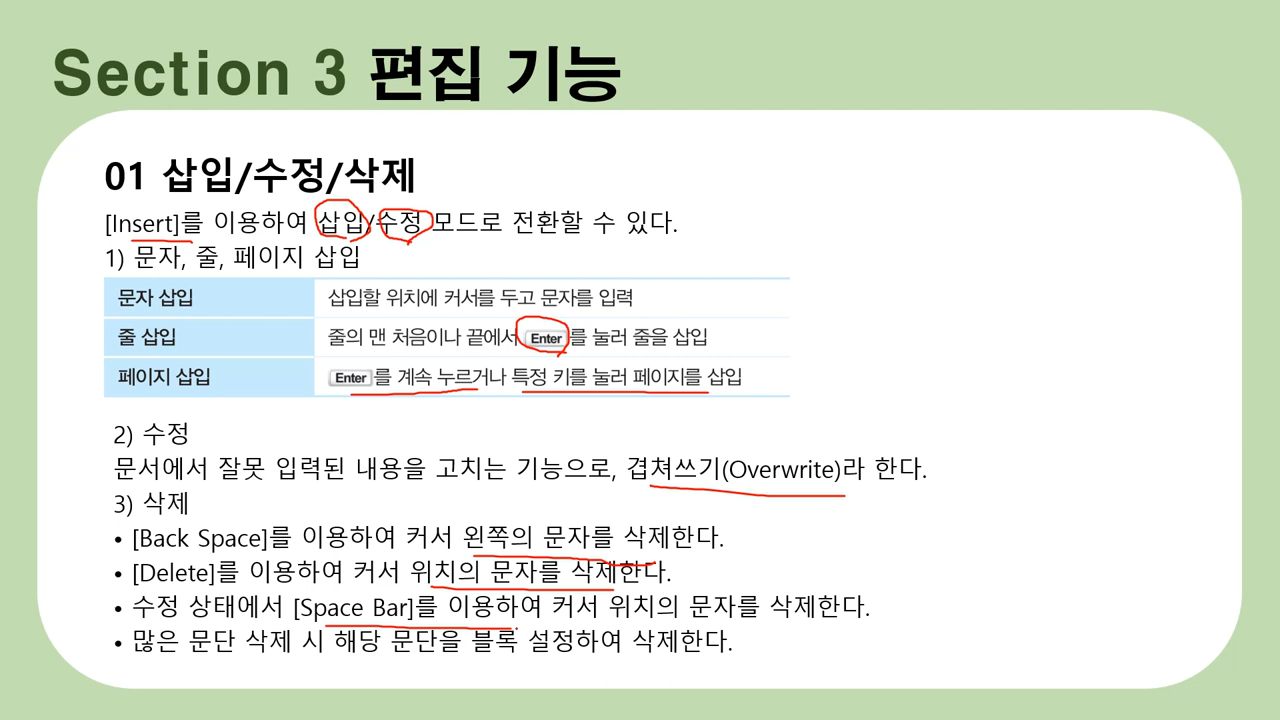 Section 3 편집 기능
01 삽입/수정/삭제
[Insert]를 이용하여 삽입/수정 모드로 전환할 수 있다.
1) 문자, 줄, 페이지 삽입
문자 삽입 삽입할 위치에 커서를 두고 문자를 입력
줄 삽입 줄의 맨 처음이나 끝에서 Enter를 눌러 줄을 삽입
페이지 삽입 Enter를 계속 누르거나 특정 키를 눌러 페이지를 삽입
2) 수정
문서에서 잘못 입력된 내용을 고치는 기능으로, 겹쳐쓰기(Overwrite)라 한다.
3) 삭제
• [Back Space]를 이용하여 커서 왼쪽의 문자를 삭제한다.
• [Delete]를 이용하여 커서 위치의 문자를 삭제한다.
• 수정 상태에서 [Space Bar]를 이용하여 커서 위치의 문자를 삭제한다.
• 많은 문단 삭제 시 해당 문단을 블록 설정하여 삭제한다.